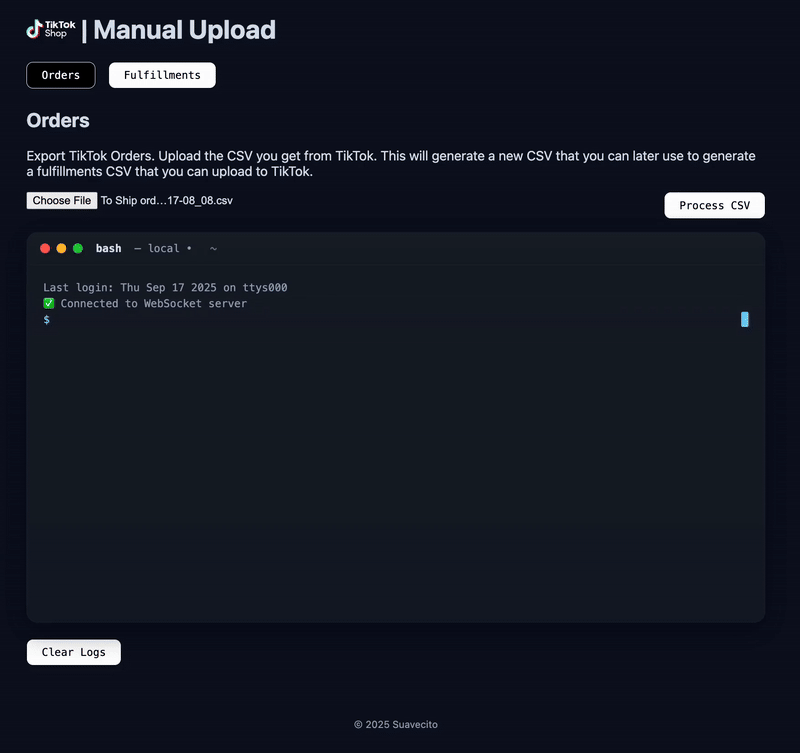 TikTok
Shop
| Manual Upload
Orders
Fulfillments
Orders
Export TikTok Orders. Upload the CSV you get from TikTok. This will generate a new CSV that you can later use to generate
a fulfillments CSV that you can upload to TikTok.
Choose File To Ship ord...17-08_08.csv
Process CSV
bash — local • ~
Last login: Thu Sep 17 2025 on ttys000
✅ Connected to WebSocket server
$
Clear Logs
© 2025 Suavecito